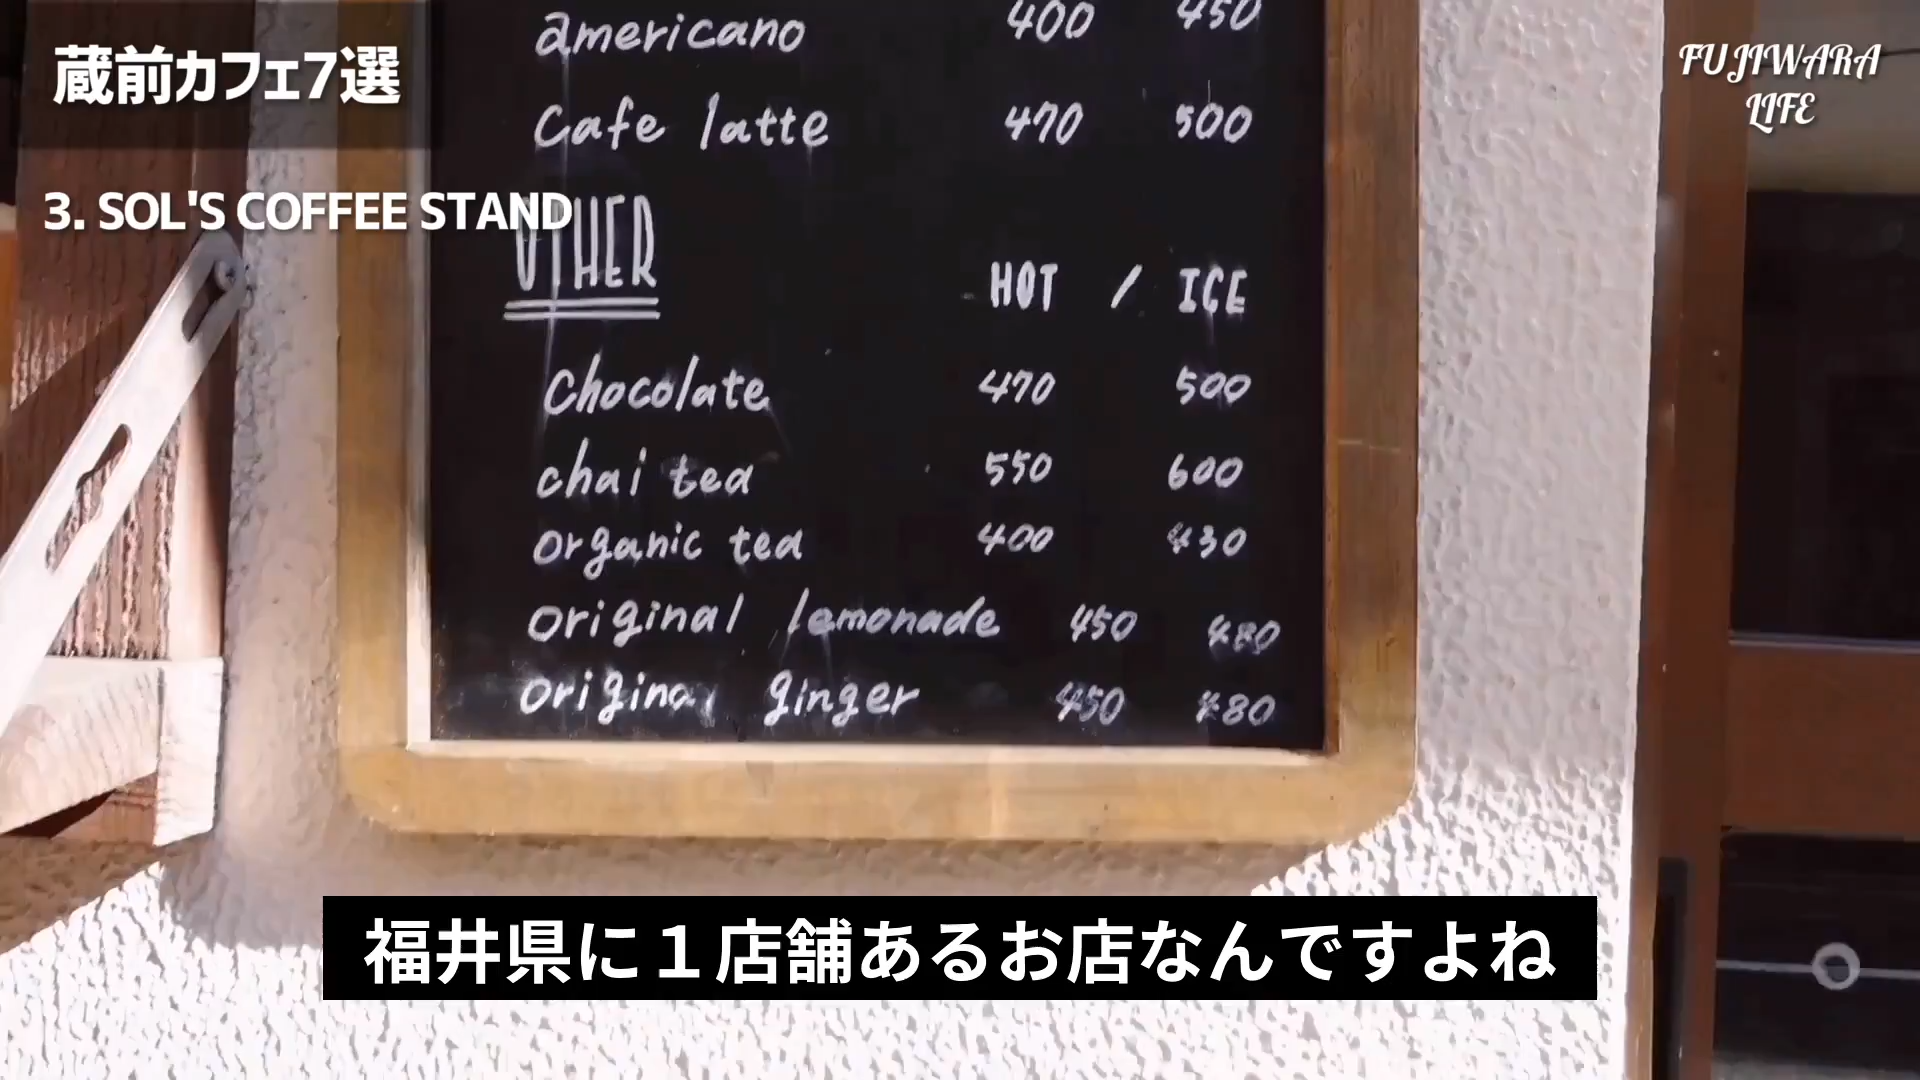 蔵前カフェ7選
FUJIWARA
LIFE
3. SOL'S COFFEE STAND
americano 400 450
Cafe latte 470 500
OTHER HOT / ICE
Chocolate 470 500
chai tea 550 600
organic tea 400 430
original lemonade 450 480
original ginger 450 480
福井県に１店舗あるお店なんですよね